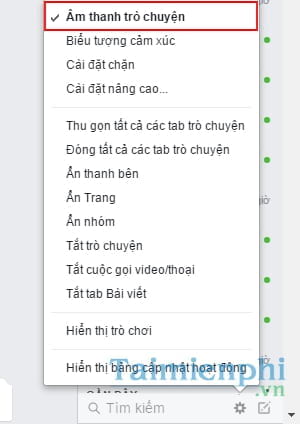 Âm thanh trò chuyện
Biểu tượng cảm xúc
Cài đặt chặn
Cài đặt nâng cao...
Thu gọn tất cả các tab trò chuyện
Đóng tất cả các tab trò chuyện
Ẩn thanh bên
Ẩn Trang
Ẩn nhóm
Tắt trò chuyện
Tắt cuộc gọi video/thoại
Tắt tab Bài viết
Hiển thị trò chơi
Hiển thị bảng cập nhật hoạt động
Taimienphi
.vn
Tìm kiếm